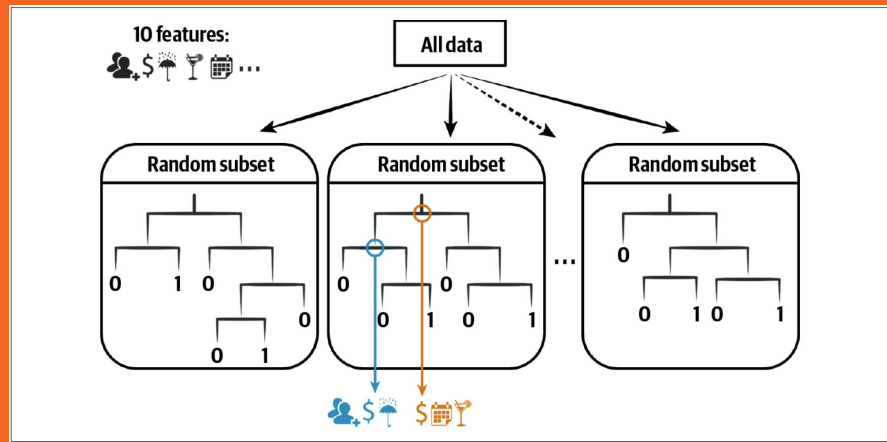 10 features:
$ ...
All data
Random subset
0 1 0
0
0 1
Random subset
0 0
0 1 0 1
...
Random subset
0
0 1 0 1
$ $